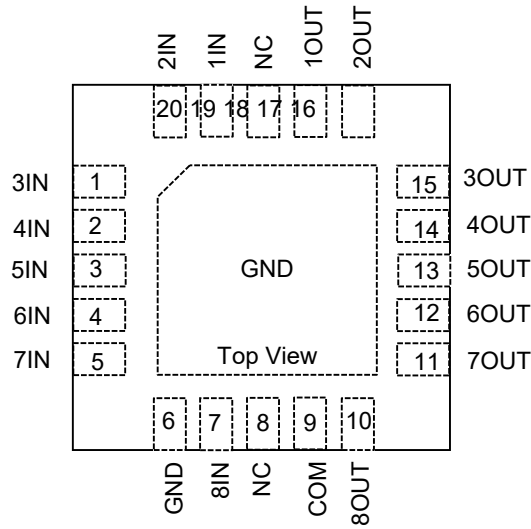 2IN
1IN
NC
1OUT
2OUT
20 19 18 17 16
3IN 1 15 3OUT
4IN 2 14 4OUT
5IN 3 GND 13 5OUT
6IN 4 12 6OUT
7IN 5 Top View 11 7OUT
6 7 8 9 10
GND
8IN
NC
COM
8OUT